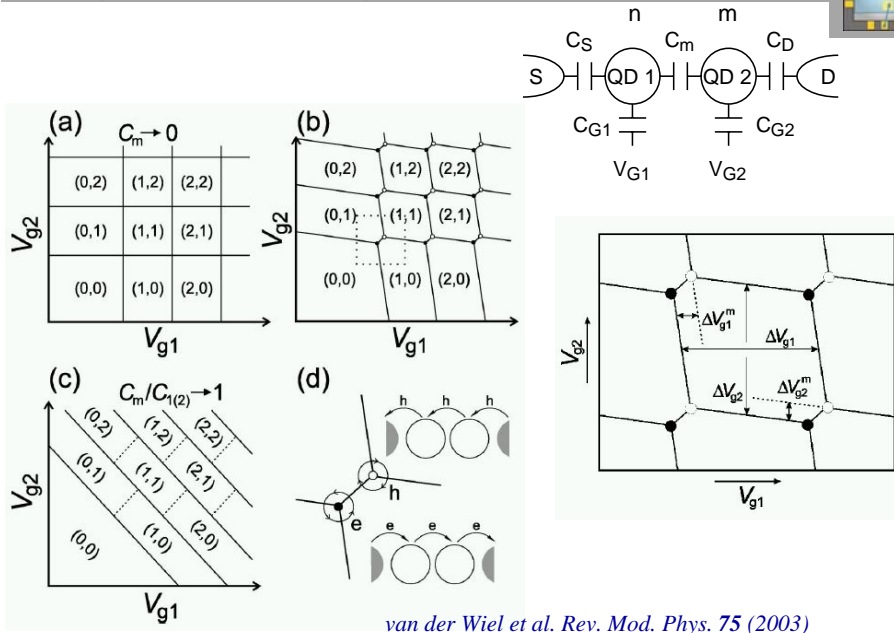 n m
C_S C_m C_D
S QD 1 QD 2 D
C_G1 C_G2
V_G1 V_G2
(a)
C_m→0
(0,2) (1,2) (2,2)
(0,1) (1,1) (2,1)
(0,0) (1,0) (2,0)
V_g2
V_g1
(b)
(0,2) (1,2) (2,2)
(0,1) (1,1) (2,1)
(0,0) (1,0) (2,0)
V_g2
V_g1
(c)
C_m/C_1(2)→1
(0,2) (1,2) (2,2)
(0,1) (1,1) (2,1)
(0,0) (1,0) (2,0)
V_g2
V_g1
(d)
h h h
h
e
e e e
ΔV_g1^m
ΔV_g1
ΔV_g2
ΔV_g2^m
V_g2
V_g1
van der Wiel et al. Rev. Mod. Phys. 75 (2003)